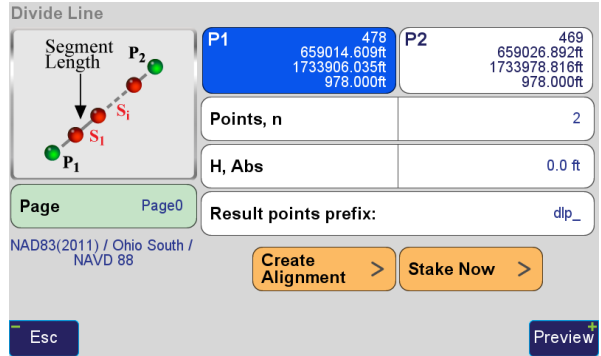 Divide Line
Segment
Length
P2
Si
S1
P1
P1 478
659014.609ft
1733906.035ft
978.000ft
P2 469
659026.892ft
1733978.816ft
978.000ft
Points, n 2
H, Abs 0.0 ft
Page Page0
Result points prefix: dlp_
NAD83(2011) / Ohio South /
NAVD 88
Create
Alignment >
Stake Now >
Esc
Preview